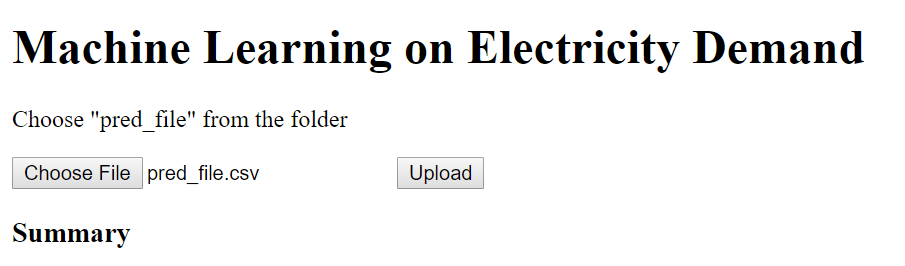 Machine Learning on Electricity Demand
Choose "pred_file" from the folder
Choose File pred_file.csv Upload
Summary